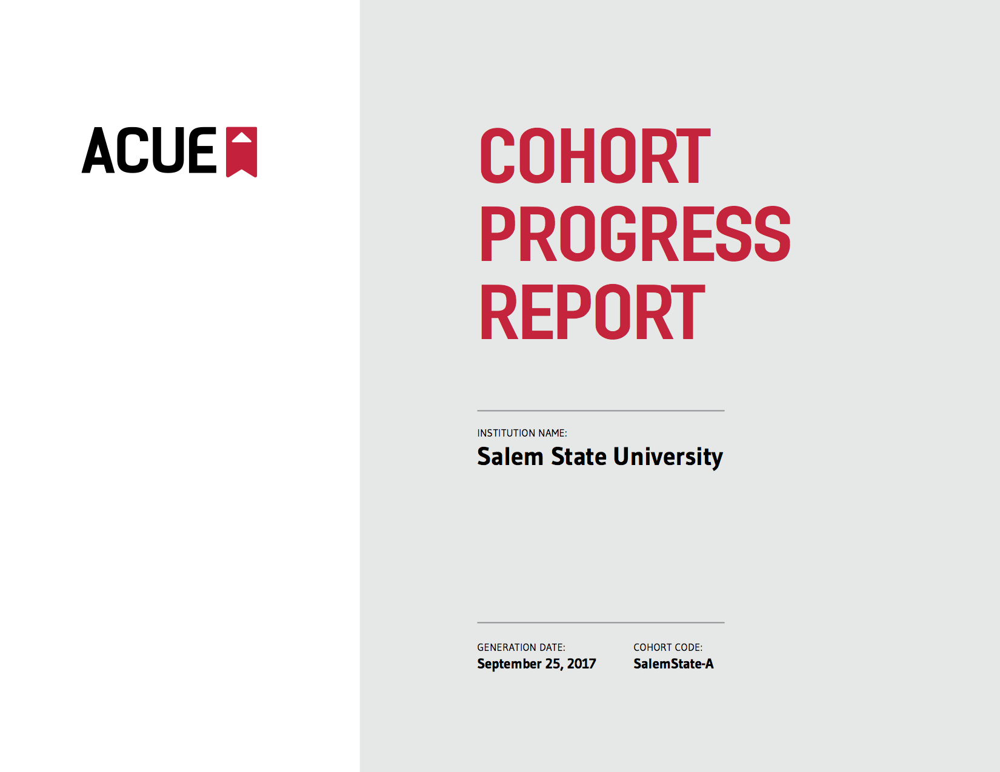 ACUE
COHORT
PROGRESS
REPORT
INSTITUTION NAME:
Salem State University
GENERATION DATE:
September 25, 2017
COHORT CODE:
SalemState-A